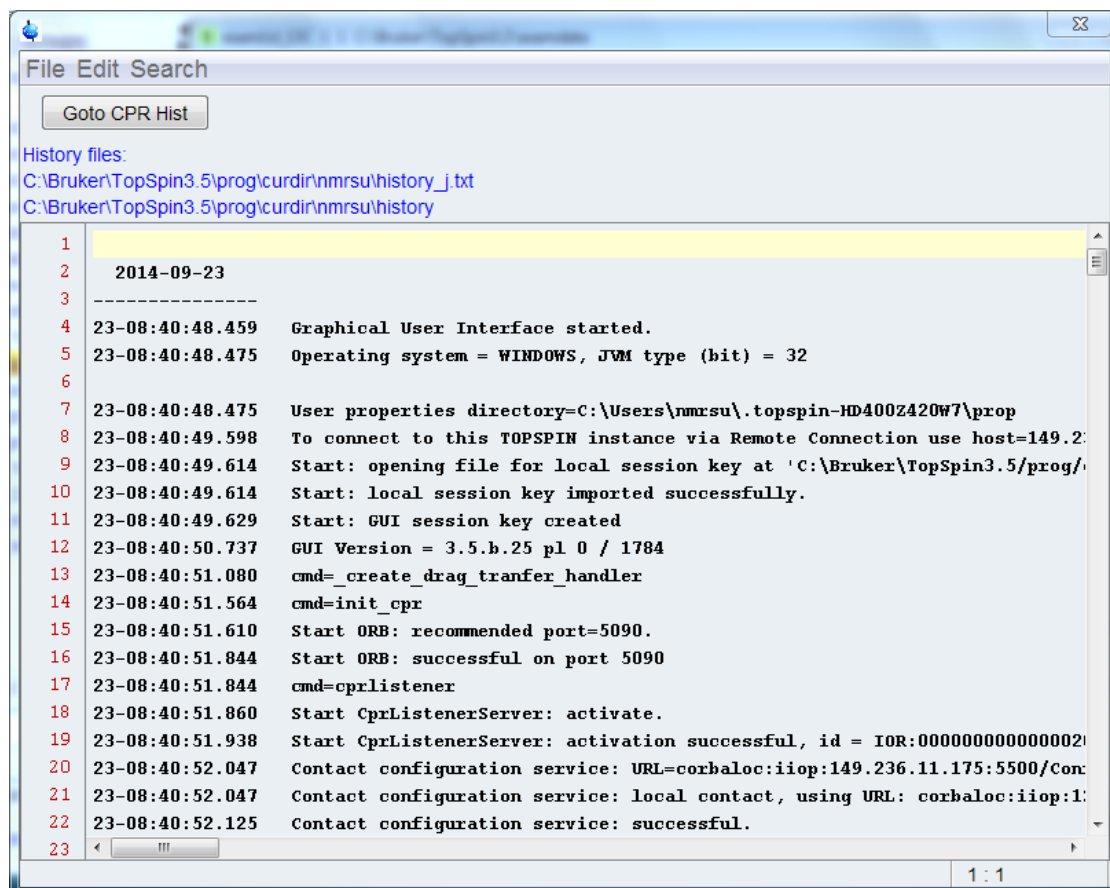 File Edit Search
Goto CPR Hist
History files:
C:\Bruker\TopSpin3.5\prog\curdir\nmrsu\history_j.txt
C:\Bruker\TopSpin3.5\prog\curdir\nmrsu\history
1
2 2014-09-23
3 ---------------
4 23-08:40:48.459 Graphical User Interface started.
5 23-08:40:48.475 Operating system = WINDOWS, JVM type (bit) = 32
6
7 23-08:40:48.475 User properties directory=C:\Users\nmrsu\.topspin-HD400Z420W7\prop
8 23-08:40:49.598 To connect to this TOPSPIN instance via Remote Connection use host=149.2
9 23-08:40:49.614 Start: opening file for local session key at 'C:\Bruker\TopSpin3.5/prog/
10 23-08:40:49.614 Start: local session key imported successfully.
11 23-08:40:49.629 Start: GUI session key created
12 23-08:40:50.737 GUI Version = 3.5.b.25 pl 0 / 1784
13 23-08:40:51.080 cmd=_create_drag_tranfer_handler
14 23-08:40:51.564 cmd=init_cpr
15 23-08:40:51.610 Start ORB: recommended port=5090.
16 23-08:40:51.844 Start ORB: successful on port 5090
17 23-08:40:51.844 cmd=cprlistener
18 23-08:40:51.860 Start CprListenerServer: activate.
19 23-08:40:51.938 Start CprListenerServer: activation successful, id = IOR:0000000000000020
20 23-08:40:52.047 Contact configuration service: URL=corbaloc:iiop:149.236.11.175:5500/Con
21 23-08:40:52.047 Contact configuration service: local contact, using URL: corbaloc:iiop:1
22 23-08:40:52.125 Contact configuration service: successful.
23
1 : 1